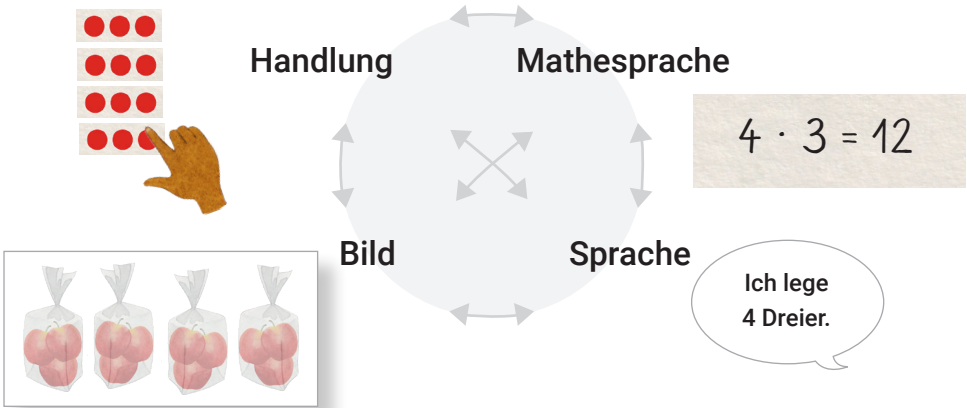 Handlung
Mathesprache
4 · 3 = 12
Bild
Sprache
Ich lege
4 Dreier.